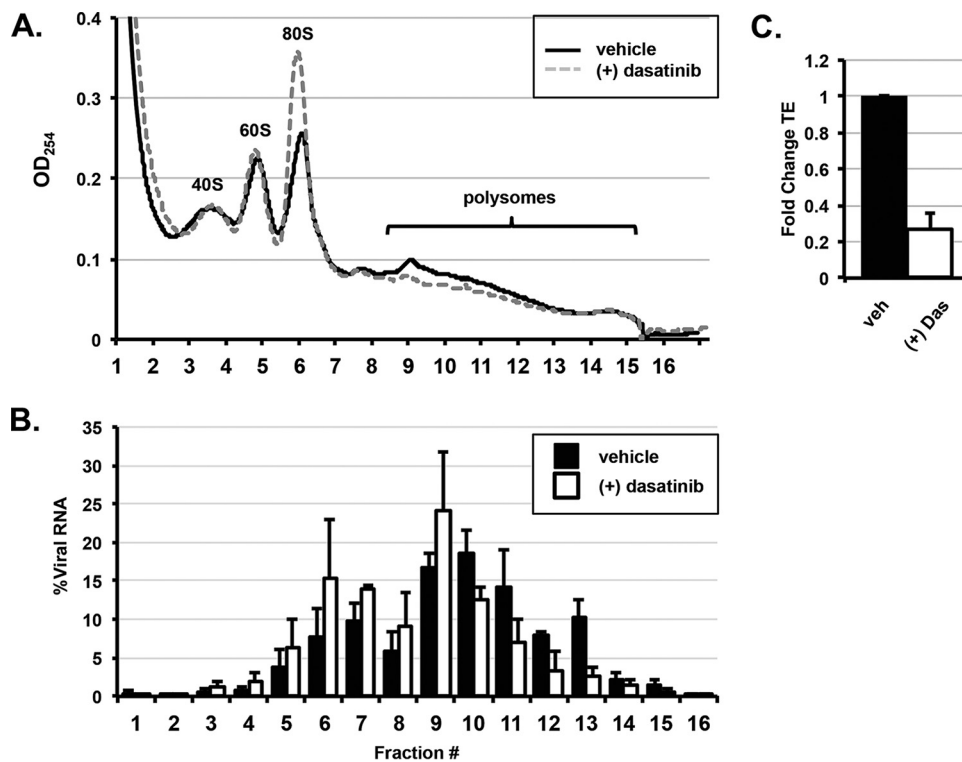 A.
0.4
0.3
0.2
0.1
0
OD254
40S
60S
80S
polysomes
vehicle
(+) dasatinib
1 2 3 4 5 6 7 8 9 10 11 12 13 14 15 16
C.
1.2
1
0.8
0.6
0.4
0.2
0
Fold Change TE
veh
(+) Das
B.
35
30
25
20
15
10
5
0
%Viral RNA
vehicle
(+) dasatinib
1 2 3 4 5 6 7 8 9 10 11 12 13 14 15 16
Fraction #